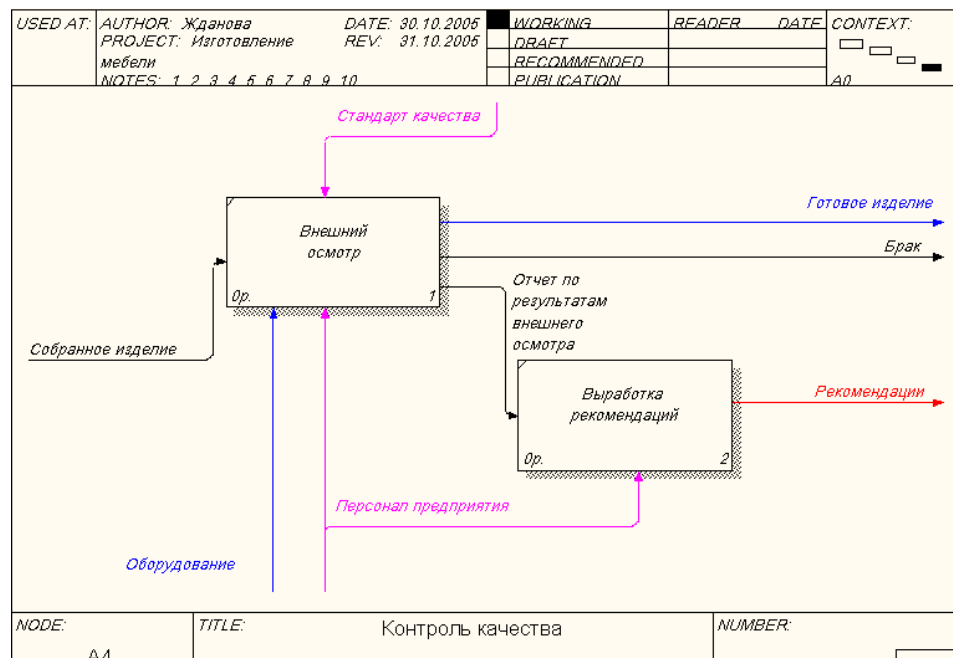 USED AT:
AUTHOR: Жданова
DATE: 30.10.2005
PROJECT: Изготовление
мебели
REV: 31.10.2005
NOTES: 1 2 3 4 5 6 7 8 9 10
WORKING
DRAFT
RECOMMENDED
PUBLICATION
READER DATE
CONTEXT:
A0
Стандарт качества
Готовое изделие
Внешний
осмотр
0р. 1
Брак
Отчет по
результатам
внешнего
осмотра
Собранное изделие
Выработка
рекомендаций
0р. 2
Рекомендации
Персонал предприятия
Оборудование
NODE:
A4
TITLE:
Контроль качества
NUMBER: